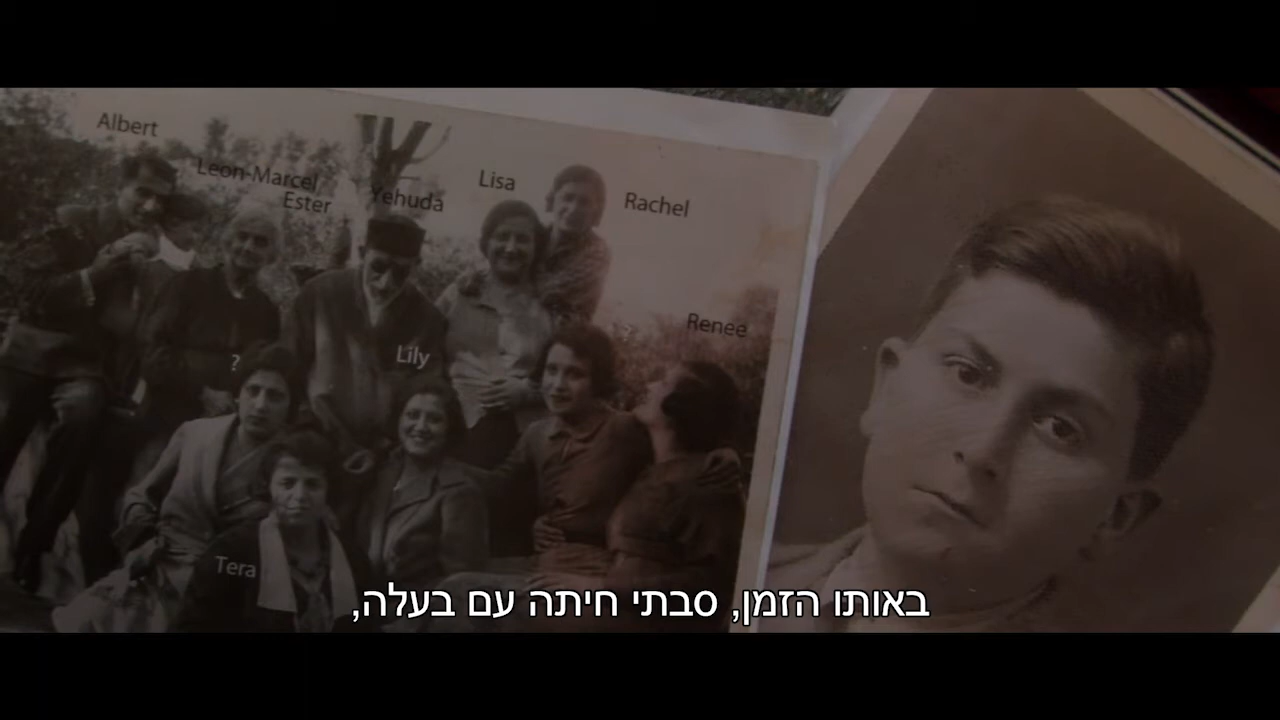 Albert
Leon-Marcel
Ester
Yehuda
Lisa
Rachel
Renee
?
?
Lily
Tera
באותו הזמן, סבתי חיתה עם בעלה,